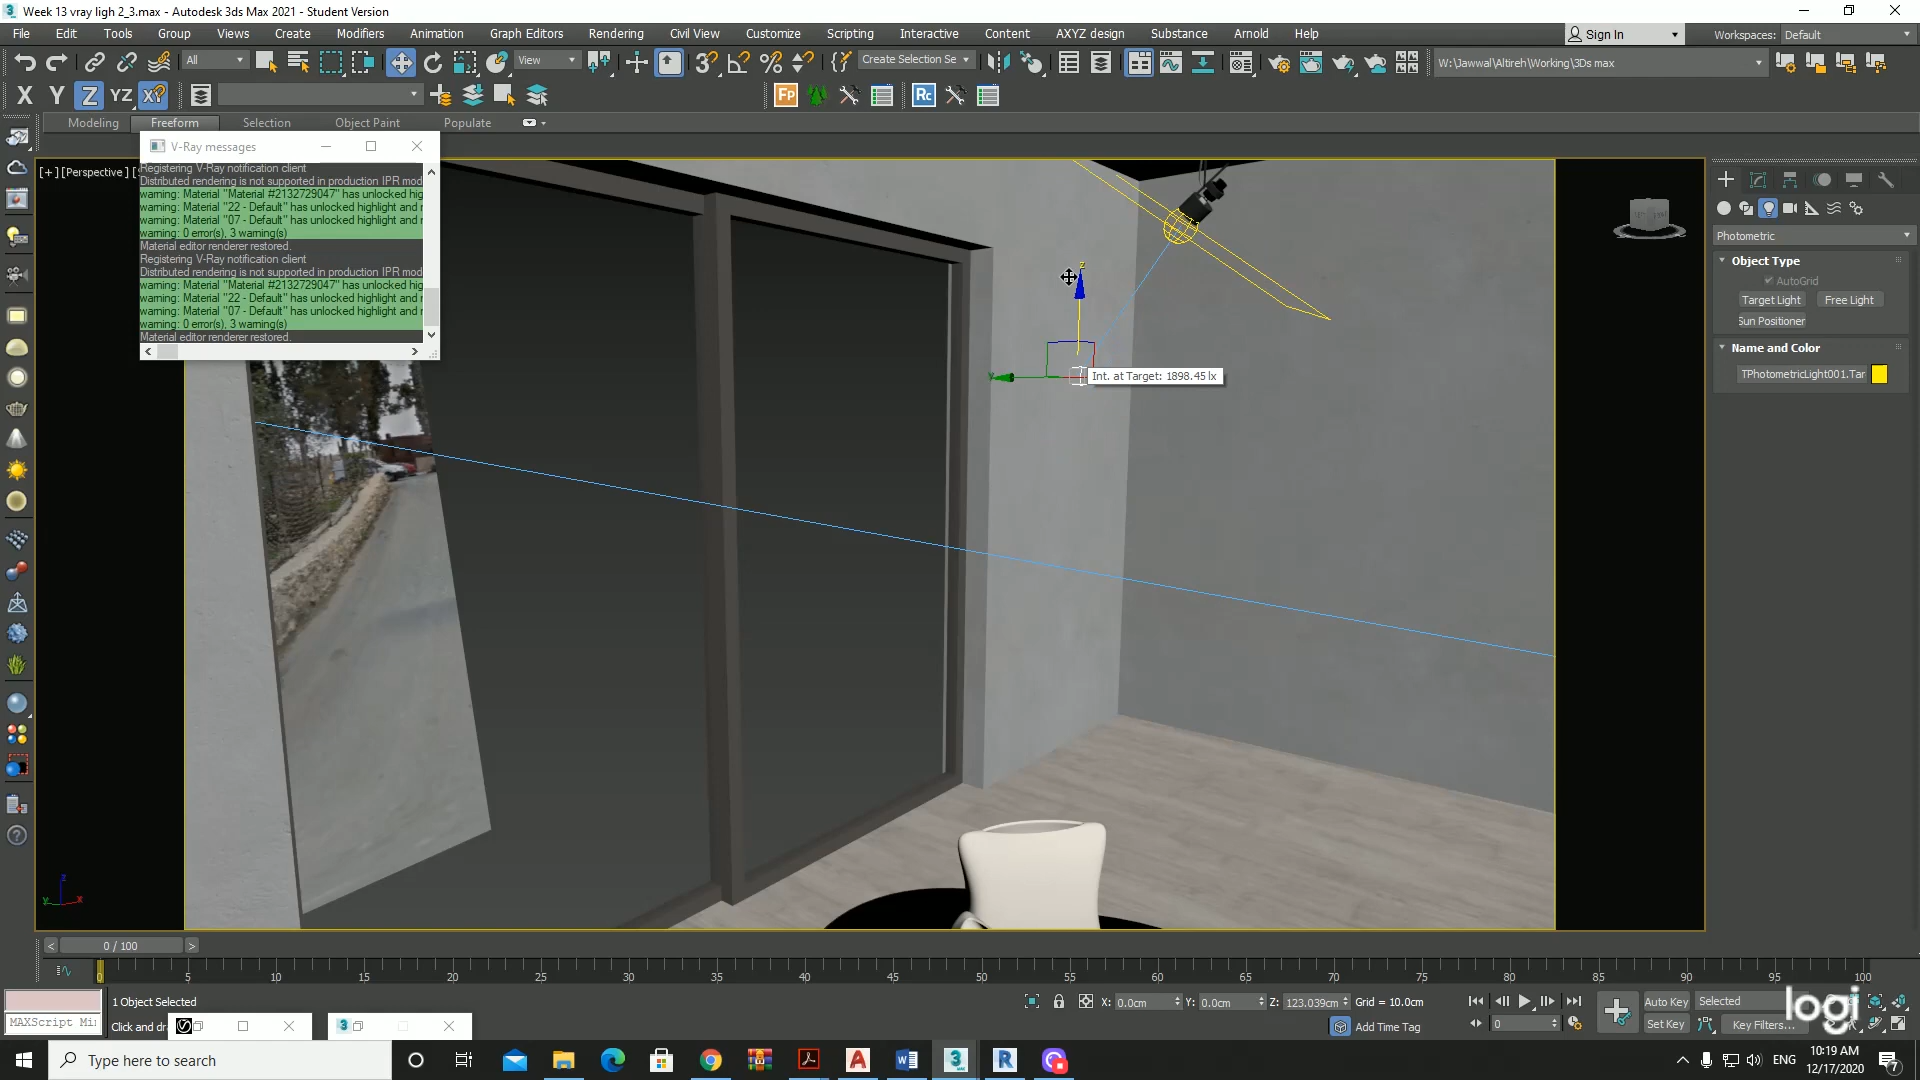 Week 13 vray ligh 2_3.max - Autodesk 3ds Max 2021 - Student Version
File Edit Tools Group Views Create Modifiers Animation Graph Editors Rendering Civil View Customize Scripting Interactive Content AXYZ design Substance Arnold Help
Sign In
Workspaces: Default
All
View
Create Selection Se
W:\Jawwal\Altireh\Working\3Ds max
X Y Z YZ XY
Fp
Rc
Modeling Freeform Selection Object Paint Populate
V-Ray messages
Registering V-Ray notification client
Distributed rendering is not supported in production IPR mod
warning: Material "Material #2132729047" has unlocked hig
warning: Material "22 - Default" has unlocked highlight and r
warning: Material "07 - Default" has unlocked highlight and r
warning: 0 error(s), 3 warning(s)
Material editor renderer restored.
Registering V-Ray notification client
Distributed rendering is not supported in production IPR mod
warning: Material "Material #2132729047" has unlocked hig
warning: Material "22 - Default" has unlocked highlight and r
warning: Material "07 - Default" has unlocked highlight and r
warning: 0 error(s), 3 warning(s)
Material editor renderer restored.
[+] [Perspective ]
z
y
Int. at Target: 1898.45 lx
Photometric
Object Type
AutoGrid
Target Light Free Light
Sun Positioner
Name and Color
TPhotometricLight001.Tar
z
y x
0 / 100
0 5 10 15 20 25 30 35 40 45 50 55 60 65 70 75 80 85 90 95 100
1 Object Selected
X: 0.0cm Y: 0.0cm Z: 123.039cm Grid = 10.0cm
Auto Key Selected
MAXScript Mi
Click and dra
Add Time Tag
0
Set Key Key Filters...
logi
Type here to search
ENG
10:19 AM
12/17/2020
7